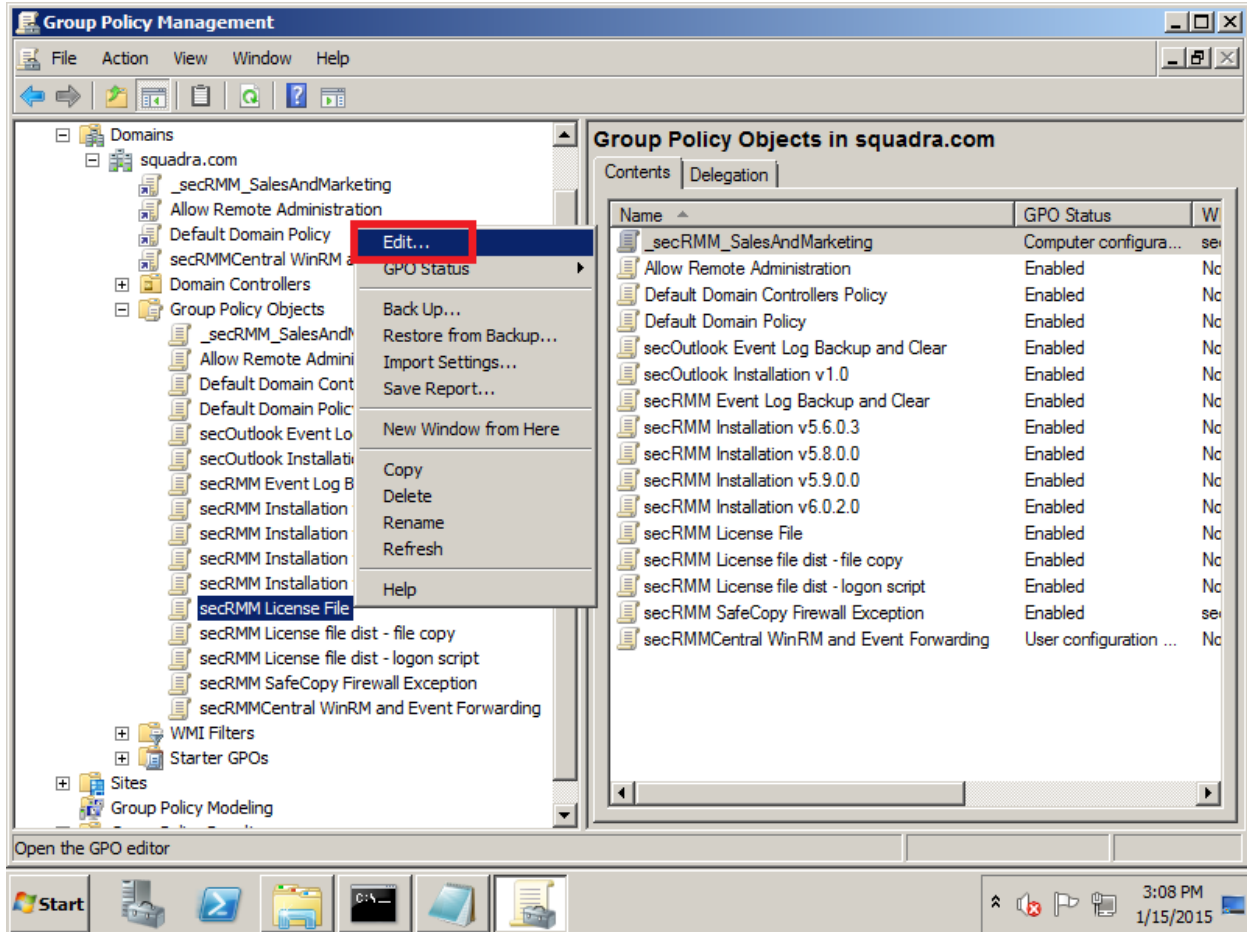 Group Policy Management
File Action View Window Help
Domains
squadra.com
_secRMM_SalesAndMarketing
Allow Remote Administration
Default Domain Policy
secRMMCentral WinRM a
Domain Controllers
Group Policy Objects
_secRMM_SalesAndM
Allow Remote Admini
Default Domain Cont
Default Domain Policy
secOutlook Event Lo
secOutlook Installati
secRMM Event Log B
secRMM Installation
secRMM Installation
secRMM Installation
secRMM Installation
secRMM License File
secRMM License file dist - file copy
secRMM License file dist - logon script
secRMM SafeCopy Firewall Exception
secRMMCentral WinRM and Event Forwarding
WMI Filters
Starter GPOs
Sites
Group Policy Modeling
Edit...
GPO Status
Back Up...
Restore from Backup...
Import Settings...
Save Report...
New Window from Here
Copy
Delete
Rename
Refresh
Help
Group Policy Objects in squadra.com
Contents Delegation
Name GPO Status W
_secRMM_SalesAndMarketing Computer configura... se
Allow Remote Administration Enabled No
Default Domain Controllers Policy Enabled No
Default Domain Policy Enabled No
secOutlook Event Log Backup and Clear Enabled No
secOutlook Installation v1.0 Enabled No
secRMM Event Log Backup and Clear Enabled No
secRMM Installation v5.6.0.3 Enabled No
secRMM Installation v5.8.0.0 Enabled No
secRMM Installation v5.9.0.0 Enabled No
secRMM Installation v6.0.2.0 Enabled No
secRMM License File Enabled No
secRMM License file dist - file copy Enabled No
secRMM License file dist - logon script Enabled No
secRMM SafeCopy Firewall Exception Enabled se
secRMMCentral WinRM and Event Forwarding User configuration ... No
Open the GPO editor
Start
C:\_
3:08 PM
1/15/2015